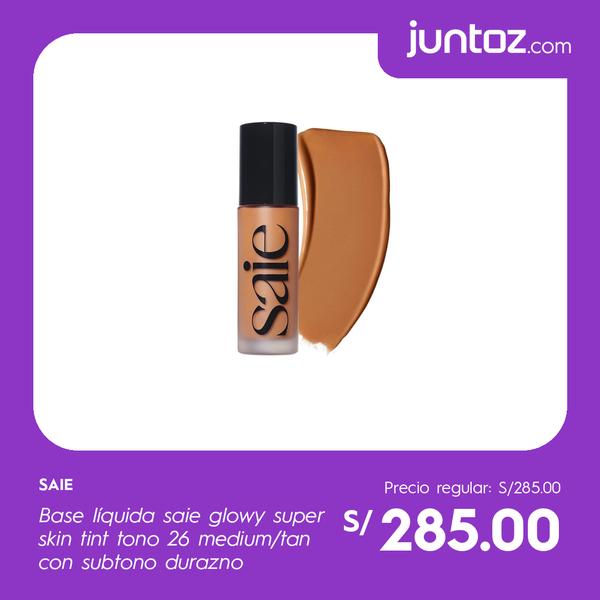 juntoz.com
saie
SAIE
Base líquida saie glowy super
skin tint tono 26 medium/tan
con subtono durazno
Precio regular: S/285.00
S/ 285.00